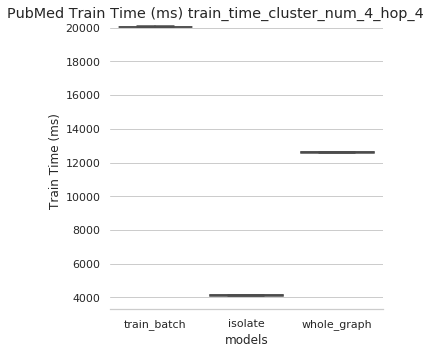 PubMed Train Time (ms) train_time_cluster_num_4_hop_4
20000
18000
16000
14000
12000
10000
8000
6000
4000
Train Time (ms)
train_batch isolate whole_graph
models